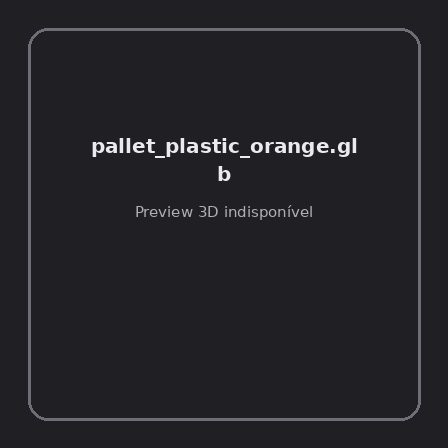 pallet_plastic_orange.gl
b
Preview 3D indisponível